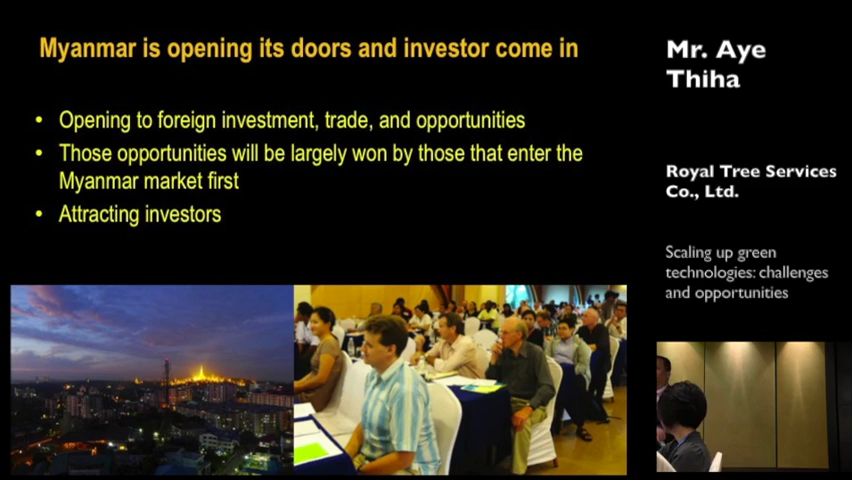 Myanmar is opening its doors and investor come in
• Opening to foreign investment, trade, and opportunities
• Those opportunities will be largely won by those that enter the
Myanmar market first
• Attracting investors
Mr. Aye
Thiha
Royal Tree Services
Co., Ltd.
Scaling up green
technologies: challenges
and opportunities